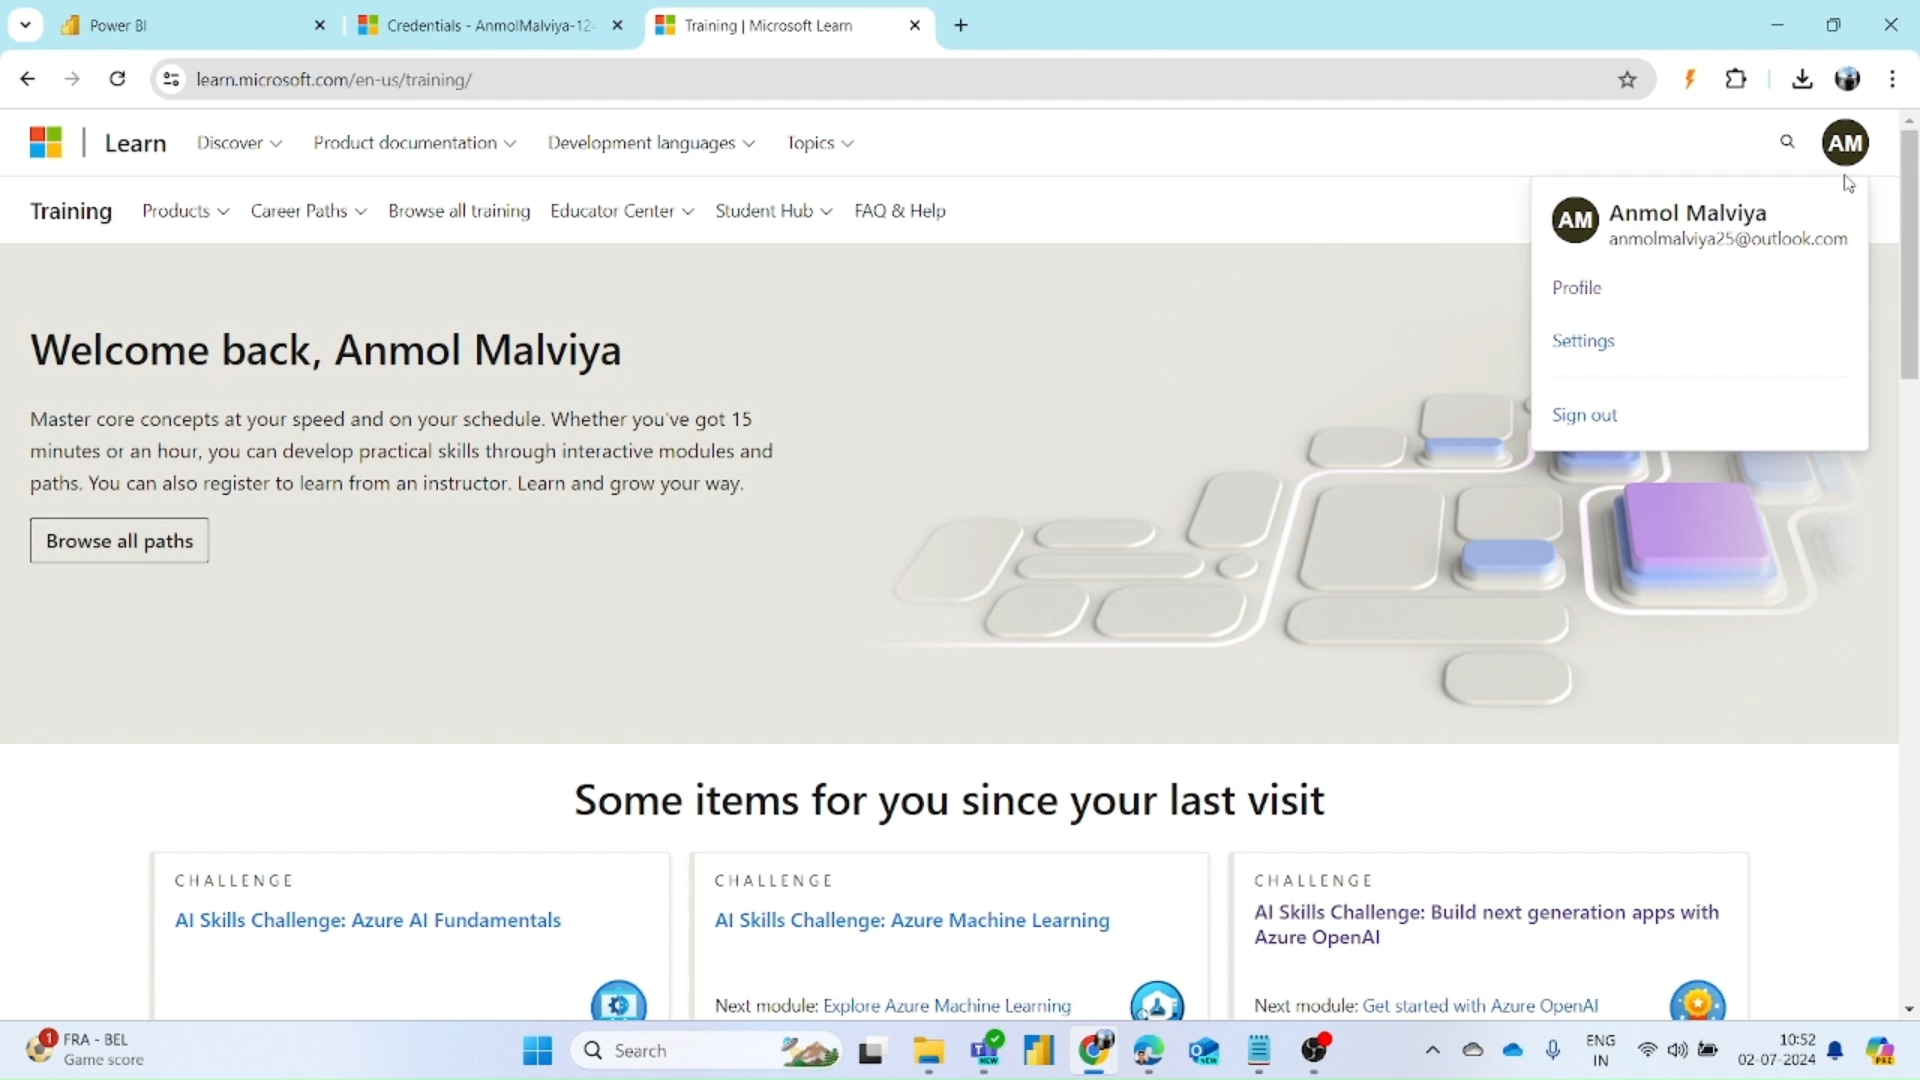 Power BI
Credentials - AnmolMalviya-12
Training | Microsoft Learn
learn.microsoft.com/en-us/training/
Learn
Discover
Product documentation
Development languages
Topics
AM
Training
Products
Career Paths
Browse all training
Educator Center
Student Hub
FAQ & Help
AM
Anmol Malviya
anmolmalviya25@outlook.com
Profile
Settings
Sign out
Welcome back, Anmol Malviya
Master core concepts at your speed and on your schedule. Whether you've got 15
minutes or an hour, you can develop practical skills through interactive modules and
paths. You can also register to learn from an instructor. Learn and grow your way.
Browse all paths
Some items for you since your last visit
CHALLENGE
AI Skills Challenge: Azure AI Fundamentals
CHALLENGE
AI Skills Challenge: Azure Machine Learning
Next module: Explore Azure Machine Learning
CHALLENGE
AI Skills Challenge: Build next generation apps with
Azure OpenAI
Next module: Get started with Azure OpenAI
1
FRA - BEL
Game score
Search
NEW
NEW
ENG
IN
10:52
02-07-2024
PRE